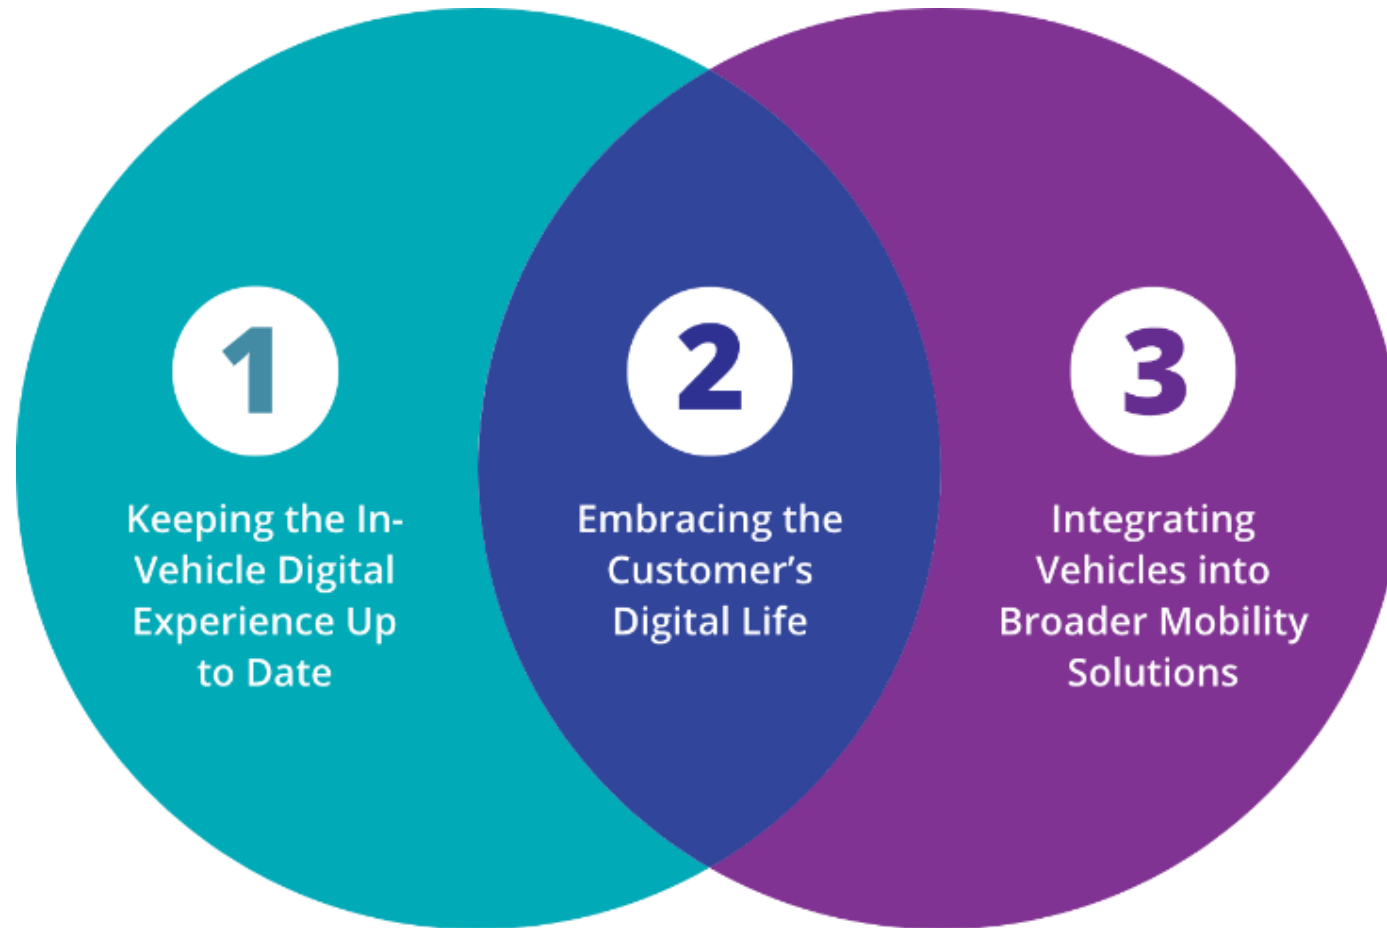 1
Keeping the In-
Vehicle Digital
Experience Up
to Date
2
Embracing the
Customer’s
Digital Life
3
Integrating
Vehicles into
Broader Mobility
Solutions